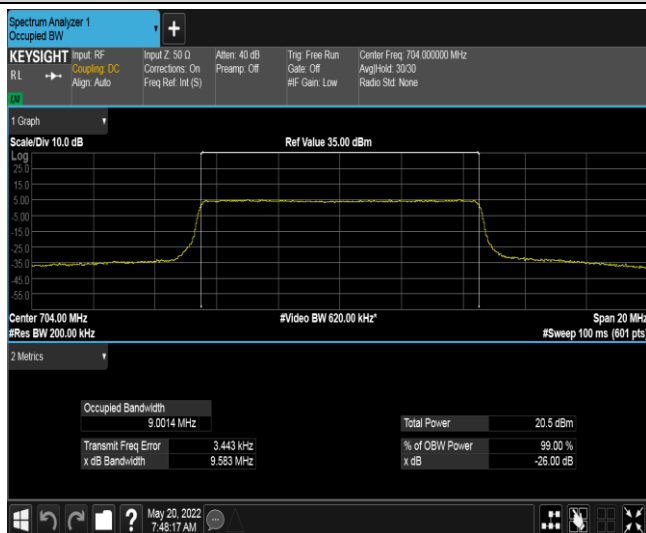 Spectrum Analyzer 1
Occupied BW
+
KEYSIGHT Input: RF Input Z: 50 Ω Atten: 40 dB Trig: Free Run Center Freq: 704.000000 MHz
RL Coupling: DC Corrections: On Preamp: Off Gate: Off Avg|Hold: 30/30
Align: Auto Freq Ref: Int (S) #IF Gain: Low Radio Std: None
LXI
1 Graph
Scale/Div 10.0 dB Ref Value 35.00 dBm
Log
25.0
15.0
5.00
-5.00
-15.0
-25.0
-35.0
-45.0
-55.0
Center 704.00 MHz #Video BW 620.00 kHz* Span 20 MHz
#Res BW 200.00 kHz #Sweep 100 ms (601 pts)
2 Metrics
Occupied Bandwidth
9.0014 MHz Total Power 20.5 dBm
Transmit Freq Error 3.443 kHz % of OBW Power 99.00 %
x dB Bandwidth 9.583 MHz x dB -26.00 dB
? May 20, 2022
7:48:17 AM